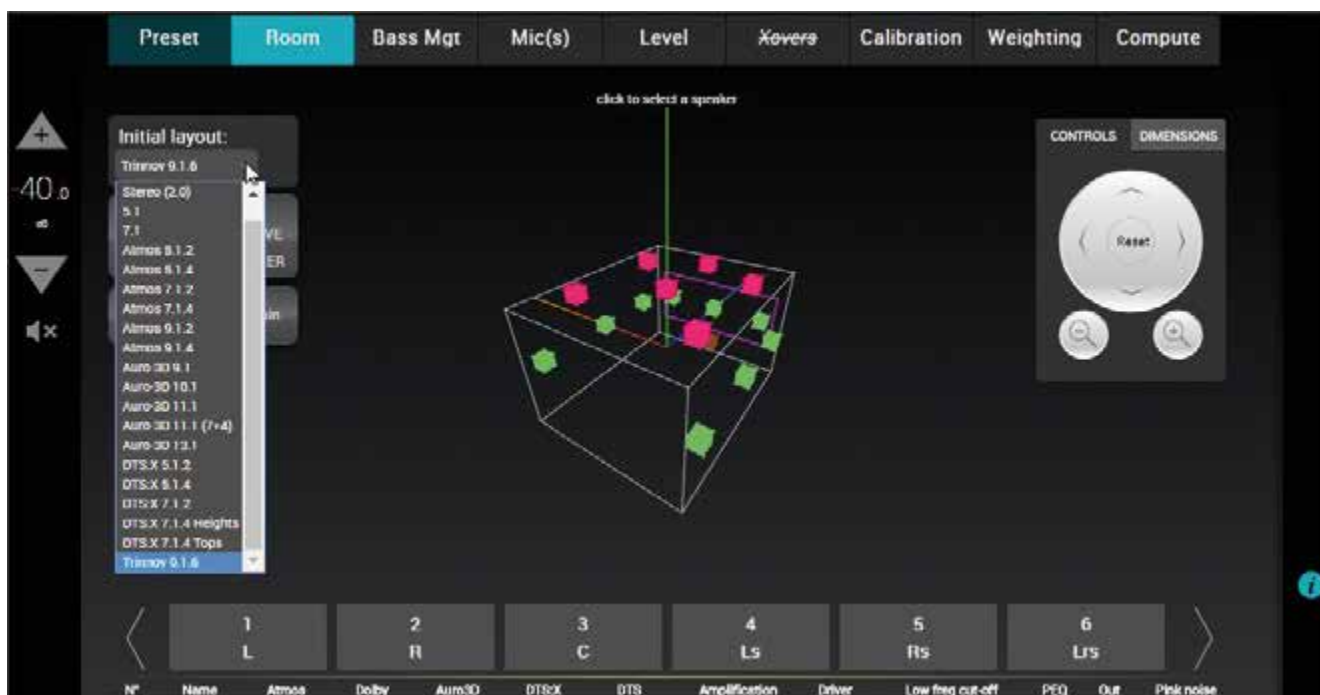 Preset Room Bass Mgt Mic(s) Level Xovers Calibration Weighting Compute
click to select a speaker
Initial layout:
Trinnov 9.1.6
CONTROLS DIMENSIONS
-40.0
dB
Reset
Stereo (2.0)
5.1
7.1
Atmos 5.1.2
Atmos 5.1.4
Atmos 7.1.2
Atmos 7.1.4
Atmos 9.1.2
Atmos 9.1.4
Auro-3D 9.1
Auro-3D 10.1
Auro-3D 11.1
Auro-3D 11.1 (7+4)
Auro-3D 13.1
DTS:X 5.1.2
DTS:X 5.1.4
DTS:X 7.1.2
DTS:X 7.1.4 Heights
DTS:X 7.1.4 Tops
Trinnov 9.1.6
1 2 3 4 5 6
L R C Ls Rs Lrs
N° Name Atmos Dolby Auro3D DTS:X DTS Amplification Driver Low freq cut-off PEQ Out Pink noise